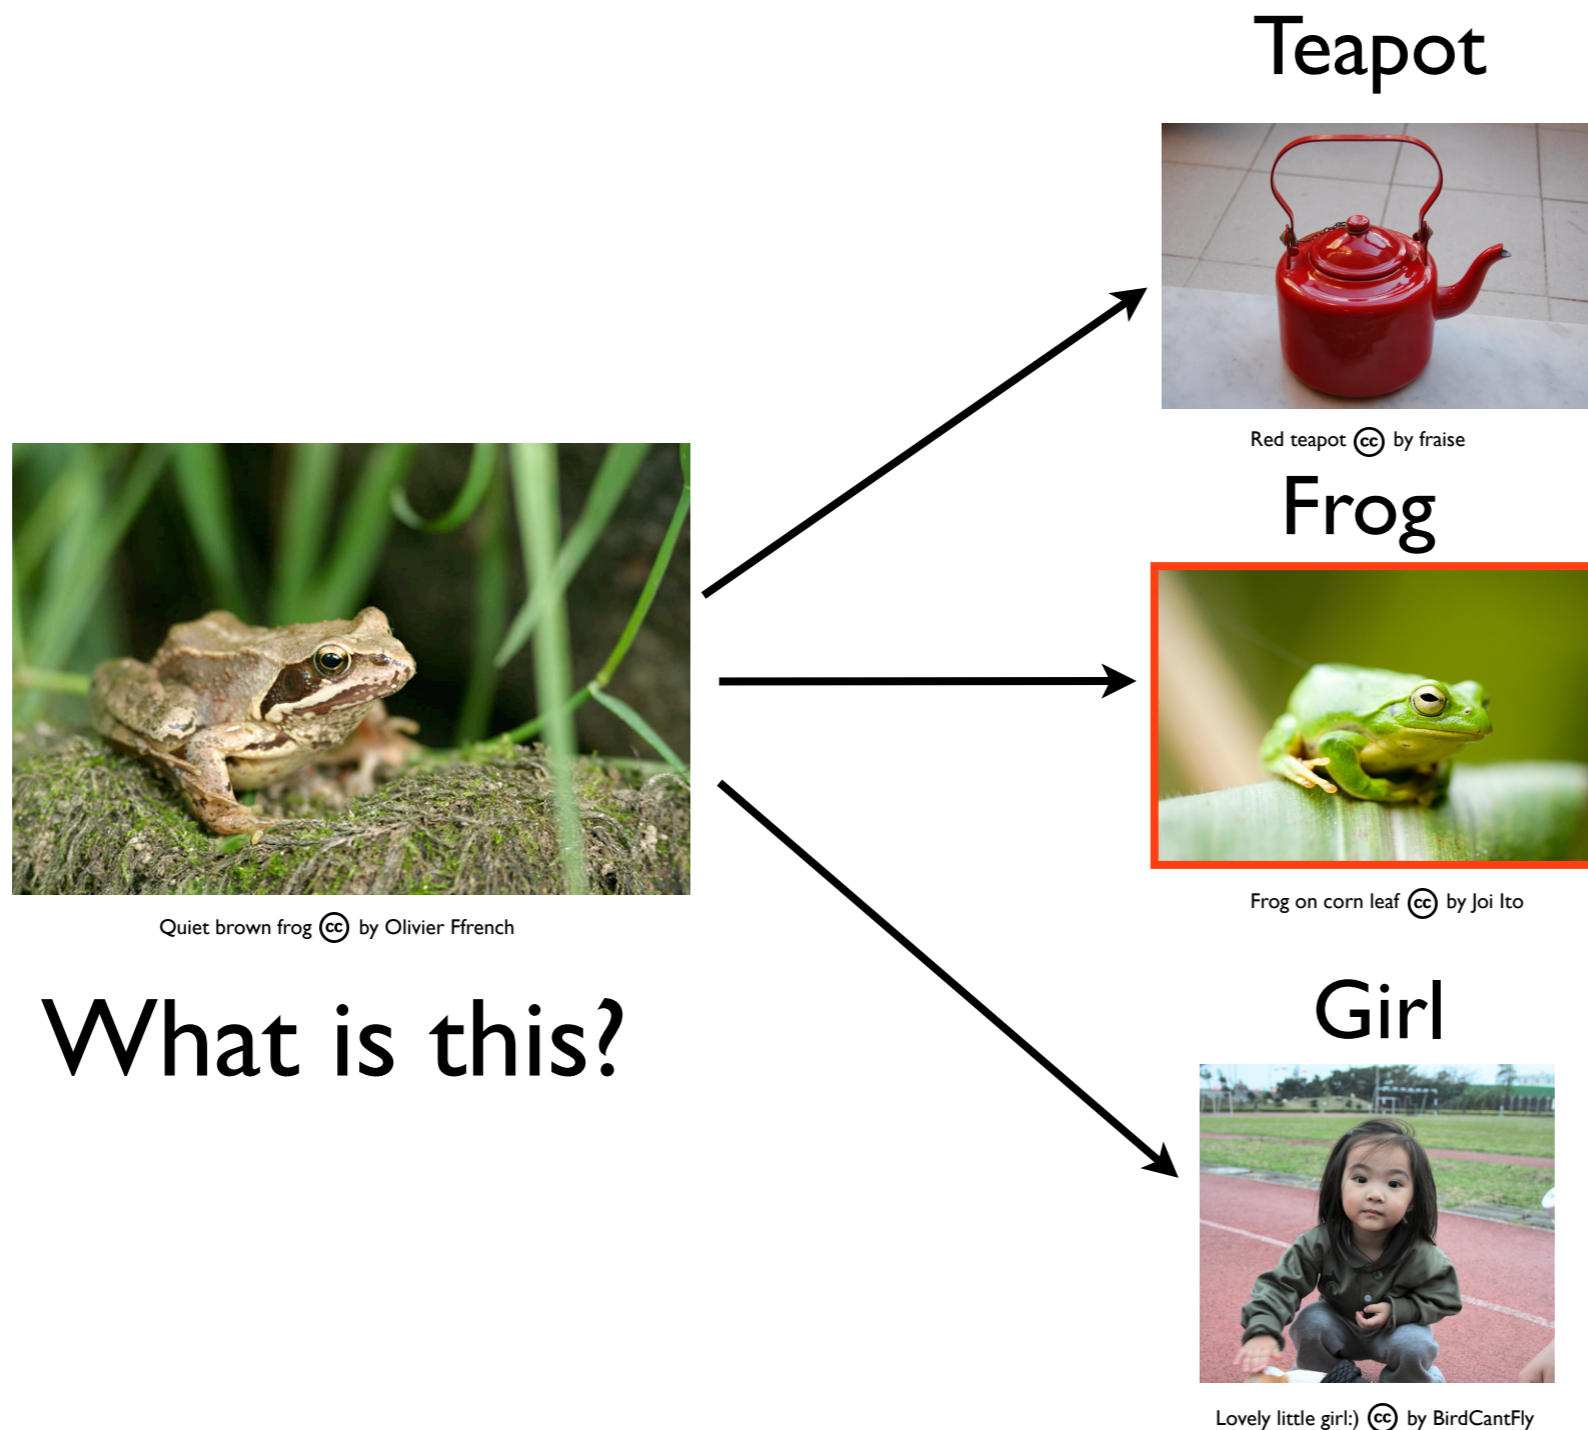 Teapot
Red teapot cc by fraise
Frog
Quiet brown frog cc by Olivier Ffrench
Frog on corn leaf cc by Joi Ito
What is this?
Girl
Lovely little girl:) cc by BirdCantFly